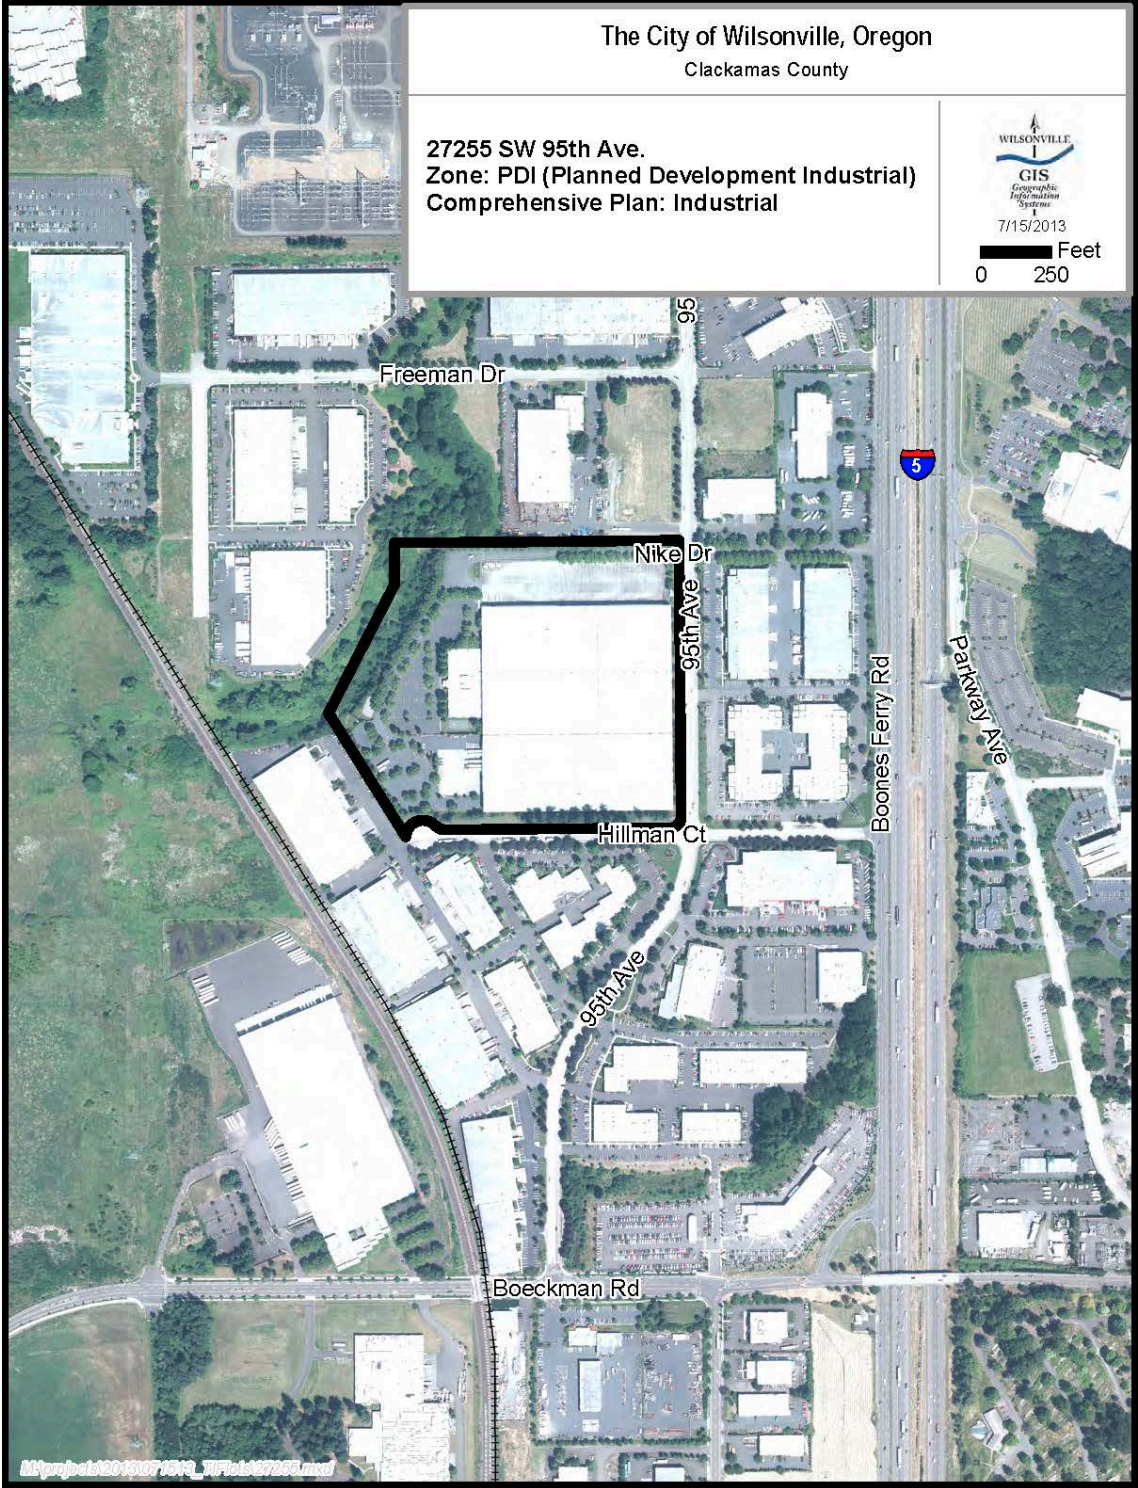 The City of Wilsonville, Oregon
Clackamas County
27255 SW 95th Ave.
Zone: PDI (Planned Development Industrial)
Comprehensive Plan: Industrial
WILSONVILLE
GIS
Geographic
Information
Systems
7/15/2013
Feet
0 250
95
Freeman Dr
5
Nike Dr
95th Ave
Parkway Ave
Boones Ferry Rd
Hillman Ct
95th Ave
Boeckman Rd